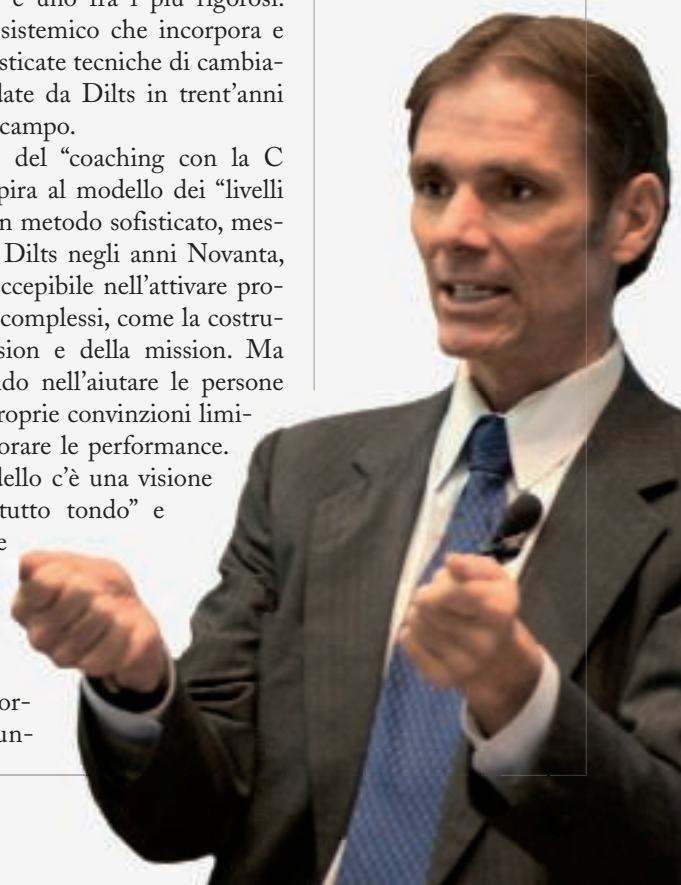 è uno fra i più rigorosi.
sistemico che incorpora e
sticate tecniche di cambia-
late da Dilts in trent’anni
campo.
del “coaching con la C
pira al modello dei “livelli
n metodo sofisticato, mes-
Dilts negli anni Novanta,
ccepibile nell’attivare pro-
complessi, come la costru-
sion e della mission. Ma
do nell’aiutare le persone
roprie convinzioni limi-
orare le performance.
dello c’è una visione
tutto tondo” e
e
or-
un-